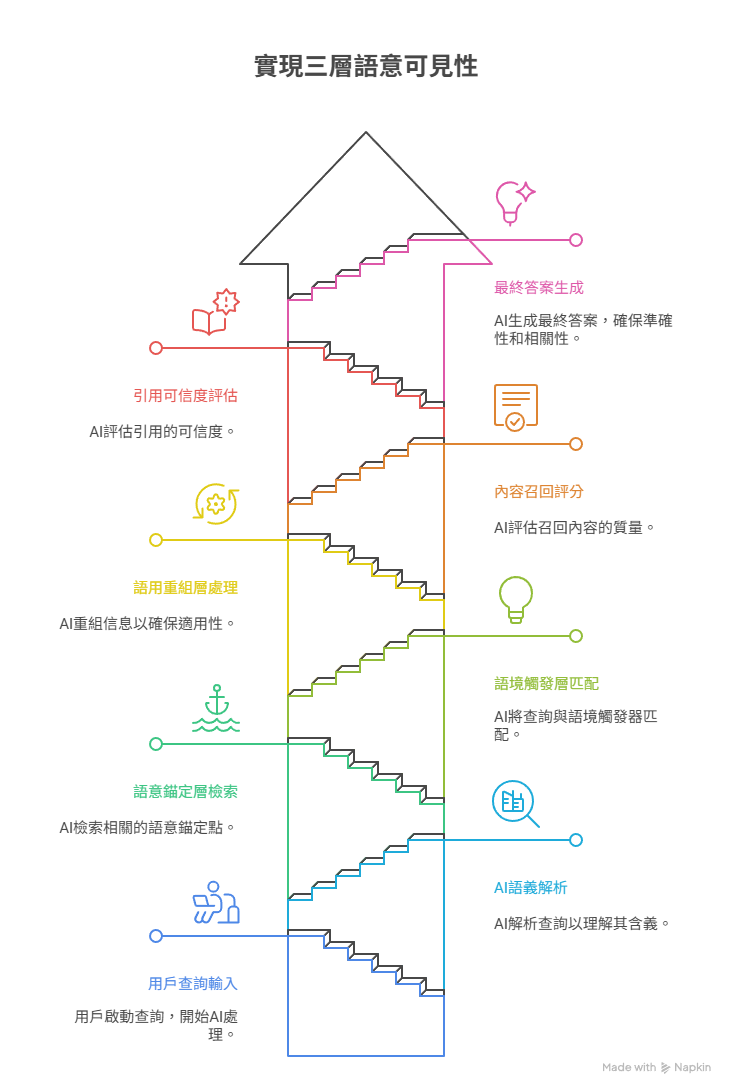 實現三層語意可見性
最終答案生成
AI生成最終答案，確保準確
性和相關性。
引用可信度評估
AI評估引用的可信度。
內容召回評分
AI評估召回內容的質量。
語用重組層處理
AI重組信息以確保適用性。
語境觸發層匹配
AI將查詢與語境觸發器匹
配。
語意錨定層檢索
AI檢索相關的語意錨定點。
AI語義解析
AI解析查詢以理解其含義。
用戶查詢輸入
用戶啟動查詢，開始AI處
理。
Made with Napkin